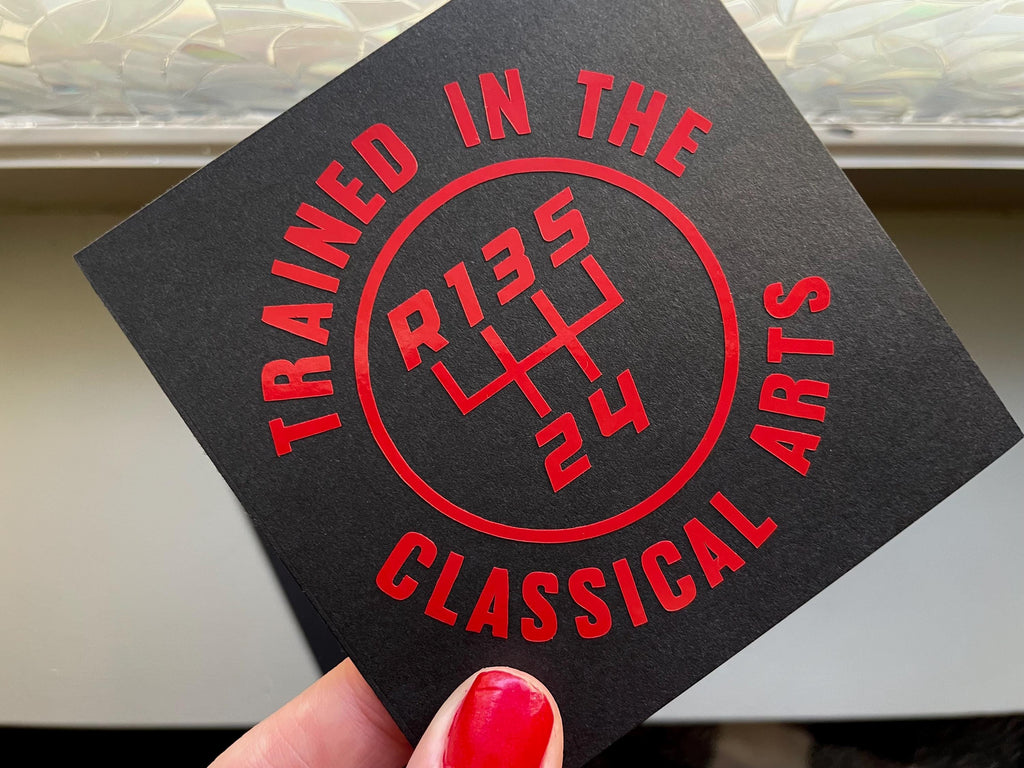 TRAINED IN THE
R135
24
CLASSICAL ARTS